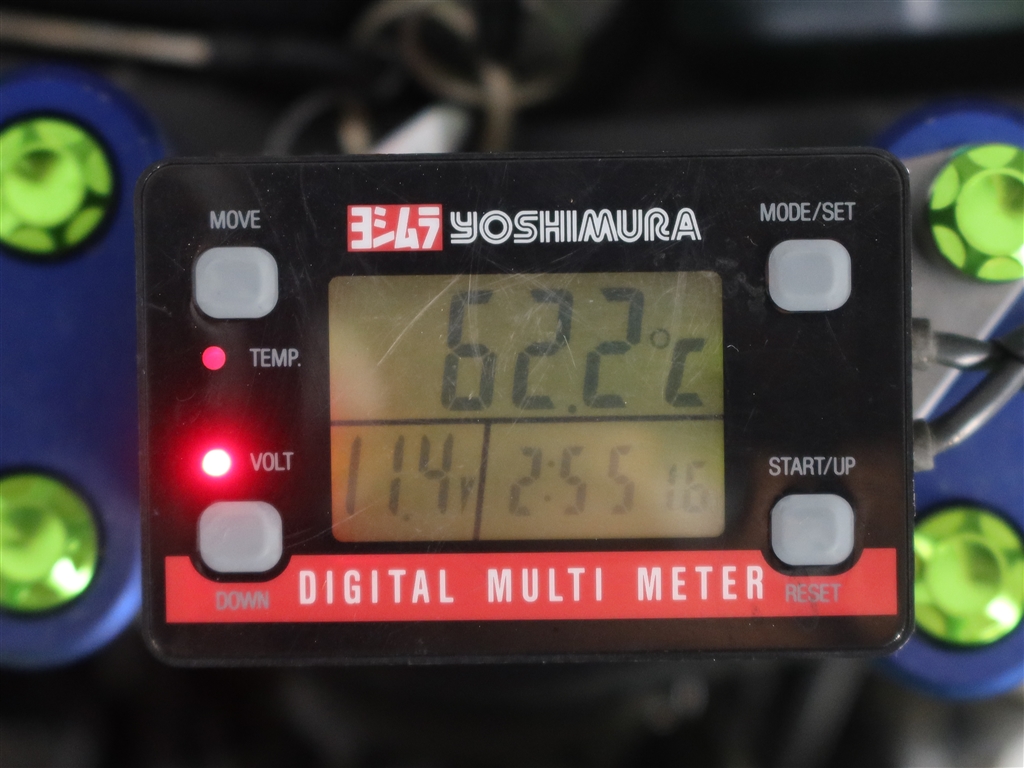 ヨシムラ YOSHIMURA
MOVE
MODE/SET
62.2°C
TEMP.
VOLT
11.4V
2:55 16
START/UP
DOWN
DIGITAL MULTI METER
RESET